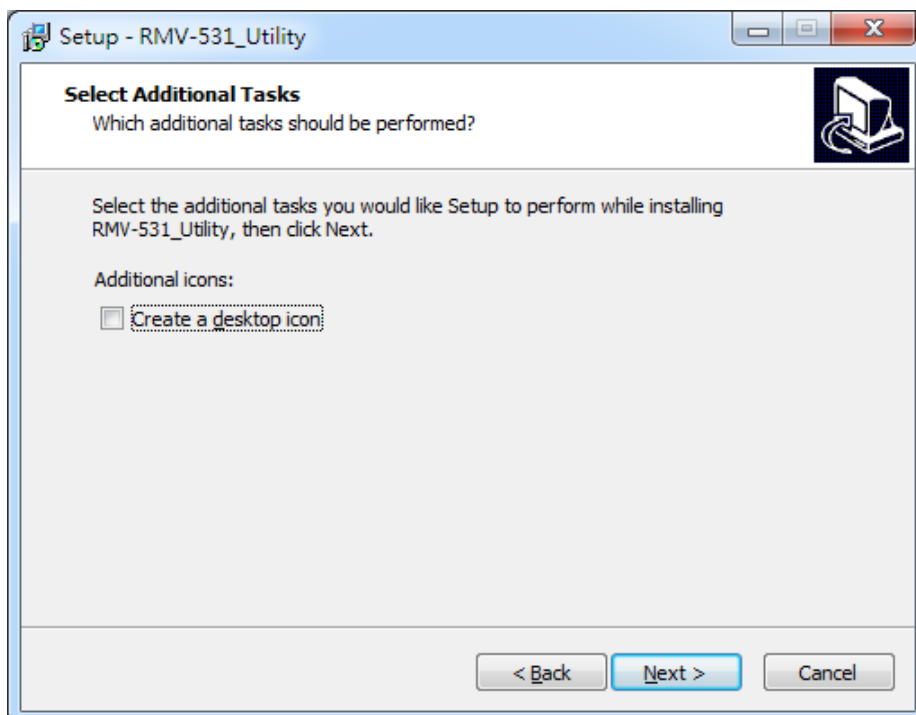 Setup - RMV-531_Utility
Select Additional Tasks
Which additional tasks should be performed?
Select the additional tasks you would like Setup to perform while installing
RMV-531_Utility, then click Next.
Additional icons:
Create a desktop icon
< Back
Next >
Cancel